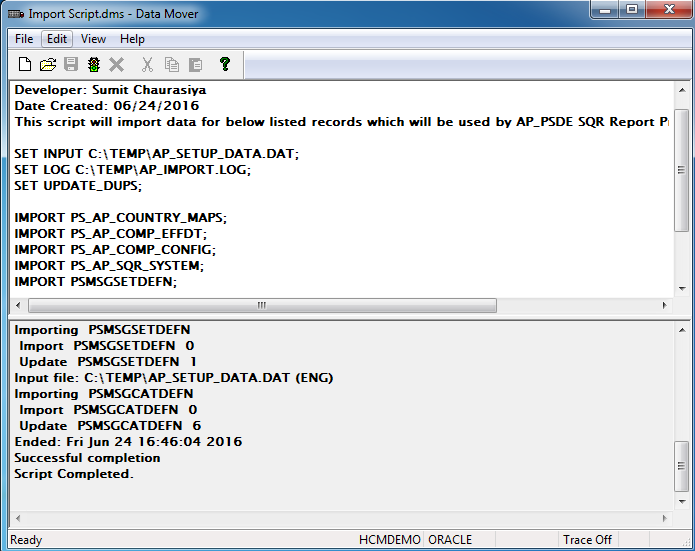 Import Script.dms - Data Mover
File Edit View Help
Developer: Sumit Chaurasiya
Date Created: 06/24/2016
This script will import data for below listed records which will be used by AP_PSDE SQR Report
SET INPUT C:\TEMP\AP_SETUP_DATA.DAT;
SET LOG C:\TEMP\AP_IMPORT.LOG;
SET UPDATE_DUPS;
IMPORT PS_AP_COUNTRY_MAPS;
IMPORT PS_AP_COMP_EFFDT;
IMPORT PS_AP_COMP_CONFIG;
IMPORT PS_AP_SQR_SYSTEM;
IMPORT PSMSGSETDEFN;
Importing PSMSGSETDEFN
Import PSMSGSETDEFN 0
Update PSMSGSETDEFN 1
Input file: C:\TEMP\AP_SETUP_DATA.DAT (ENG)
Importing PSMSGCATDEFN
Import PSMSGCATDEFN 0
Update PSMSGCATDEFN 6
Ended: Fri Jun 24 16:46:04 2016
Successful completion
Script Completed.
Ready HCMDEMO ORACLE Trace Off